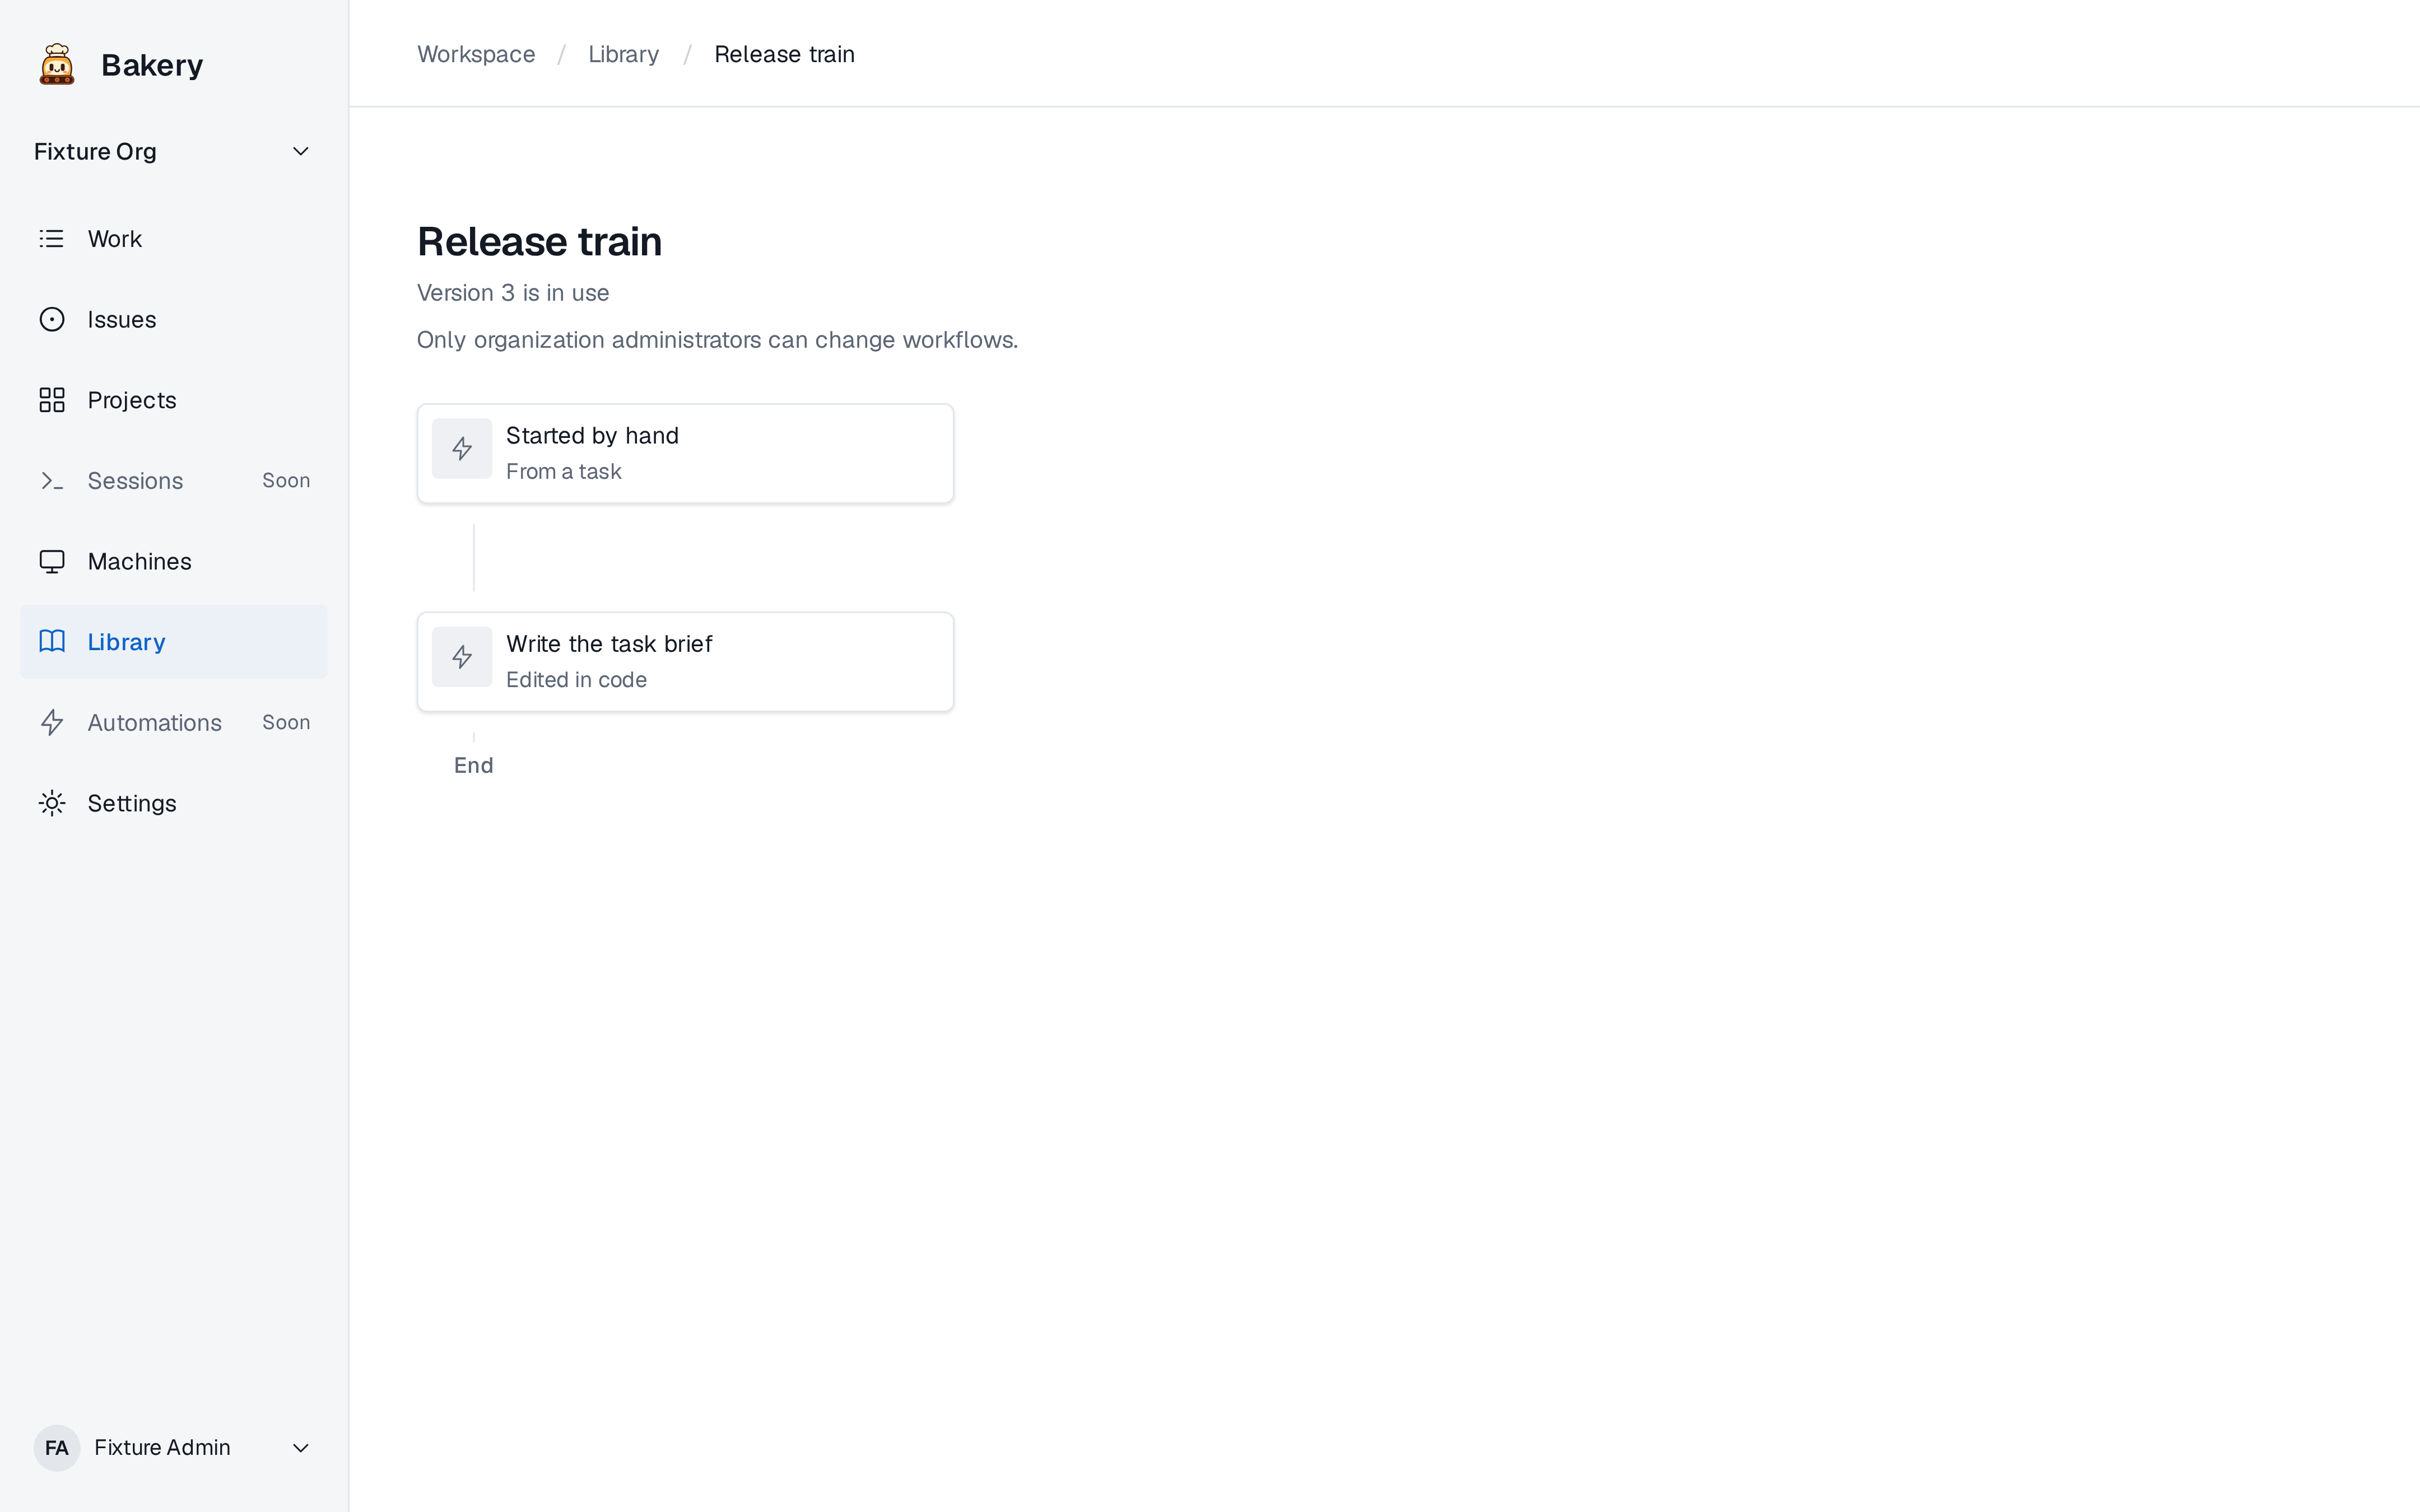 Bakery
Fixture Org
Work
Issues
Projects
Sessions Soon
Machines
Library
Automations Soon
Settings
FA Fixture Admin
Workspace / Library / Release train
Release train
Version 3 is in use
Only organization administrators can change workflows.
Started by hand
From a task
Write the task brief
Edited in code
End